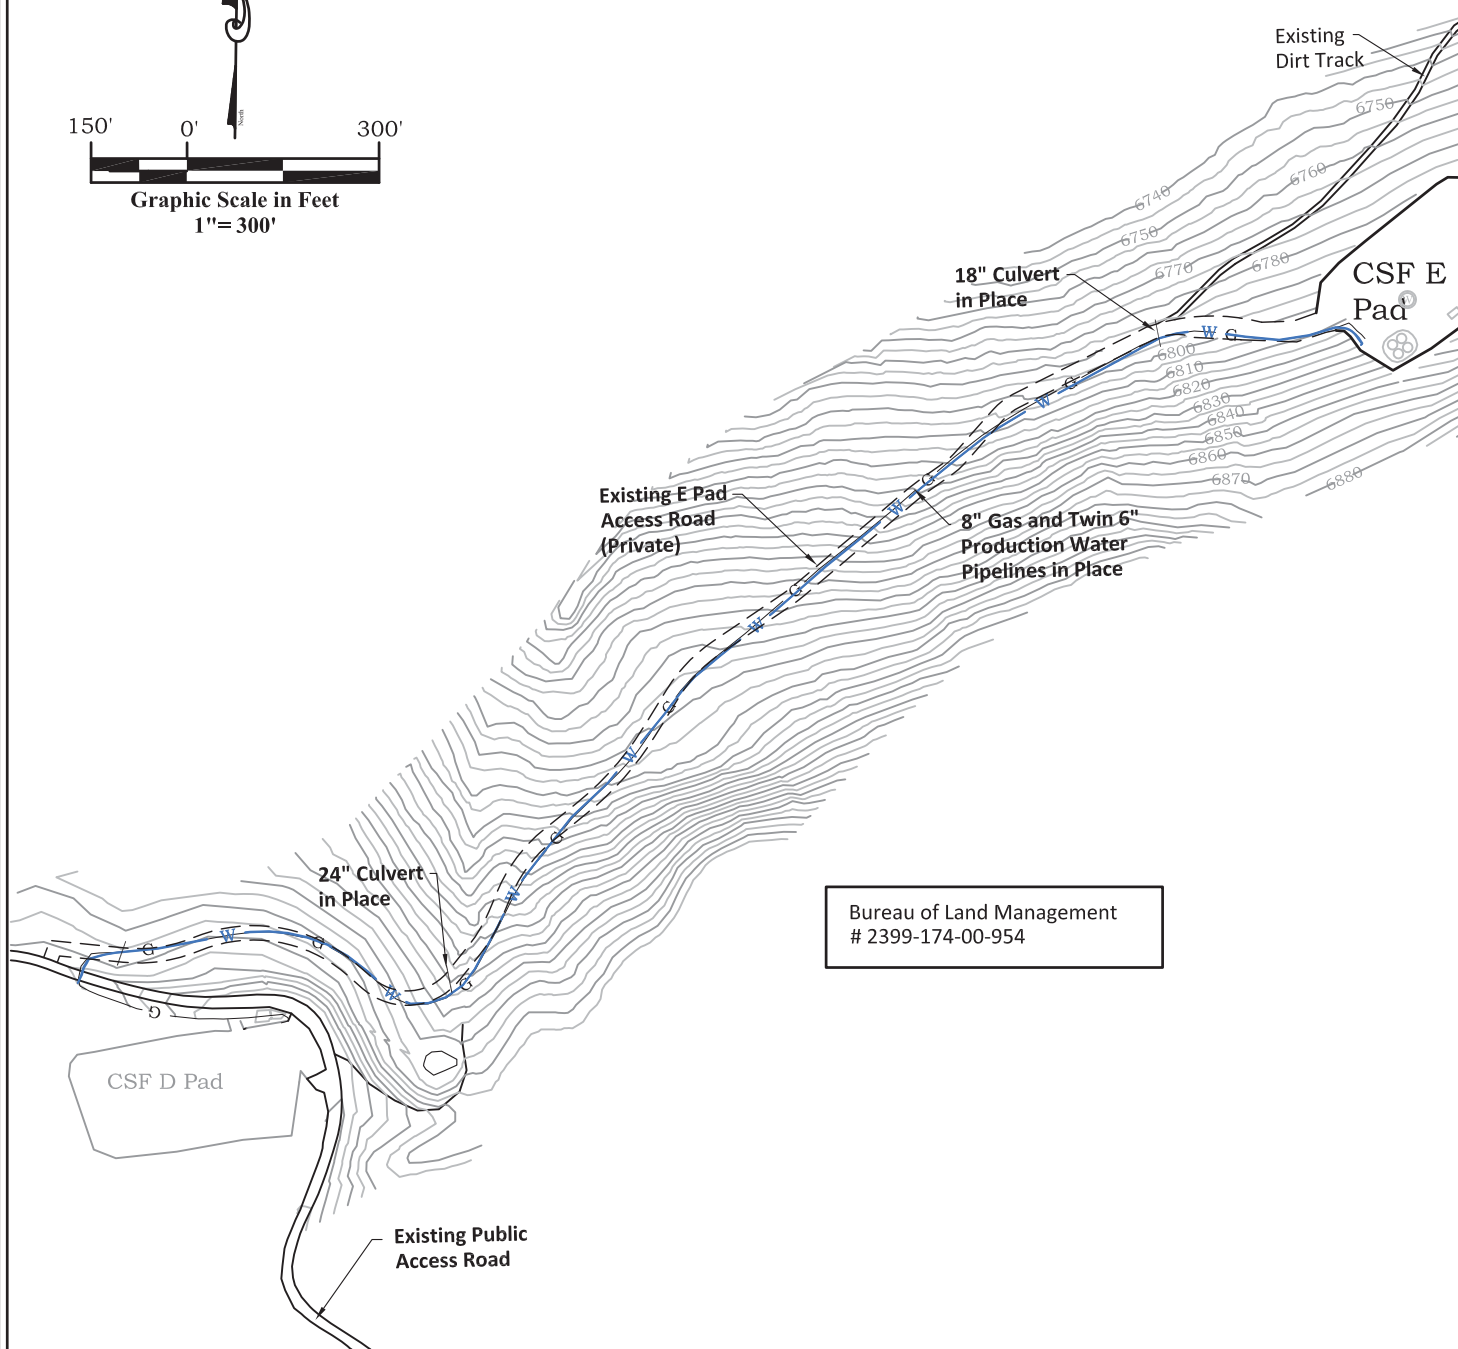 Existing
Dirt Track
North
150' 0' 300'
Graphic Scale in Feet
1"= 300'
6750
6760
6740
6750
6770
6780
18" Culvert
in Place
CSF E
Pad
W
W G
6800
6810
6820
6830
6840
6850
6860
6870
6880
G
W
G
W
Existing E Pad
Access Road
(Private)
8" Gas and Twin 6"
Production Water
Pipelines in Place
G
W
G
W
G
W
24" Culvert
in Place
Bureau of Land Management
# 2399-174-00-954
G W G
W G
G
CSF D Pad
Existing Public
Access Road